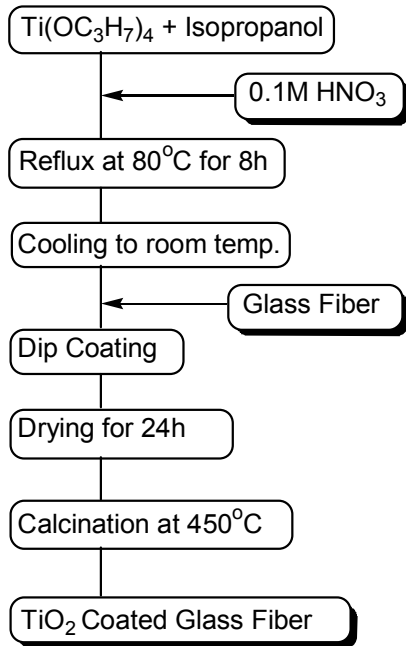 Ti(OC₃H₇)₄ + Isopropanol
0.1M HNO₃
Reflux at 80°C for 8h
Cooling to room temp.
Glass Fiber
Dip Coating
Drying for 24h
Calcination at 450°C
TiO₂ Coated Glass Fiber